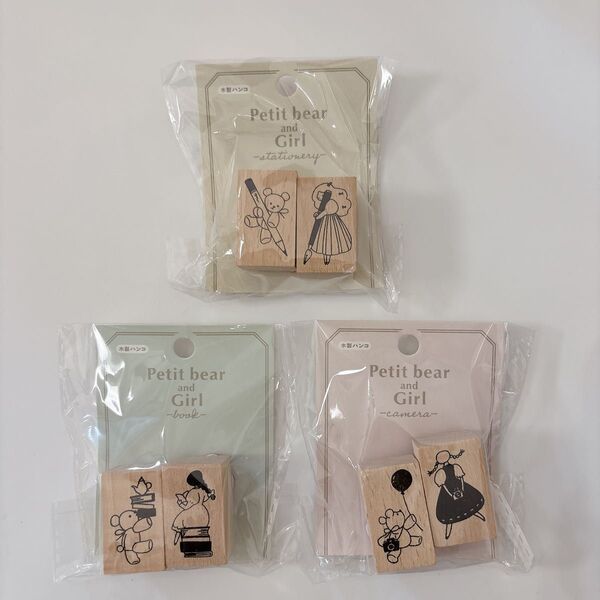 木製ハンコ
Petit bear
and
Girl
-stationery-
木製ハンコ
Petit bear
and
Girl
-book-
木製ハンコ
Petit bear
and
Girl
-camera-